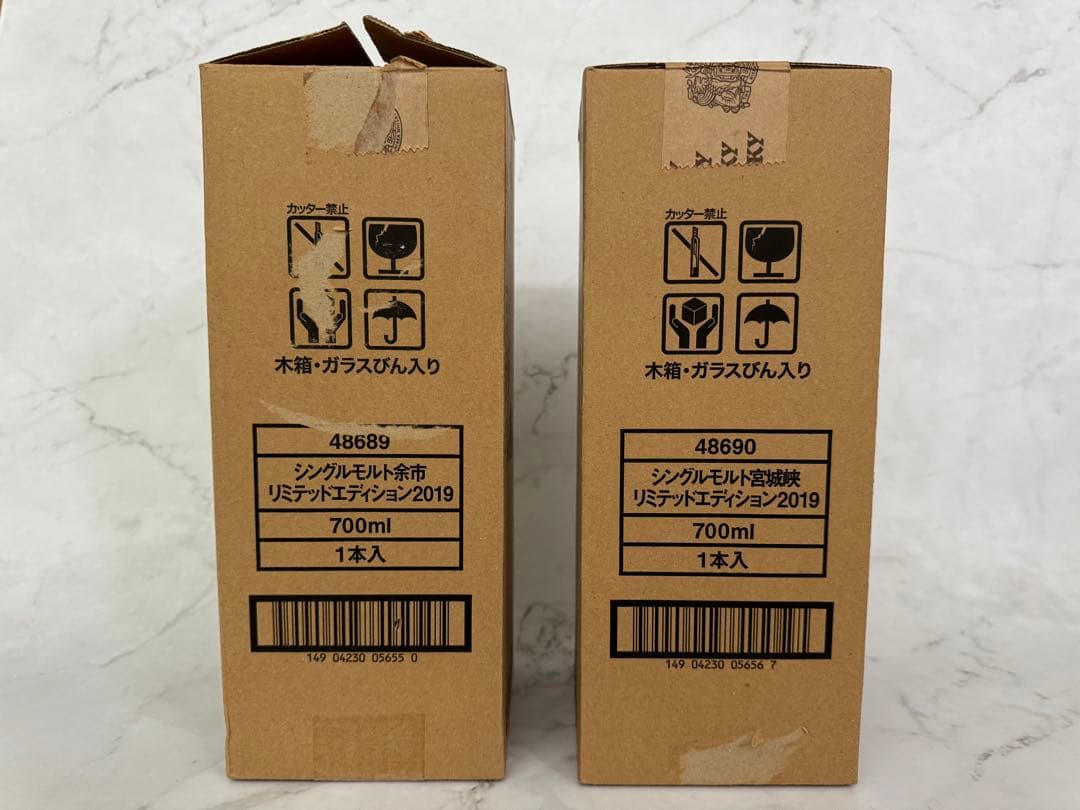 カッター禁止
木箱・ガラスびん入り
48689
シングルモルト余市
リミテッドエディション2019
700ml
1本入
149 04230 05655 0
KY KY
カッター禁止
木箱・ガラスびん入り
48690
シングルモルト宮城峡
リミテッドエディション2019
700ml
1本入
149 04230 05656 7